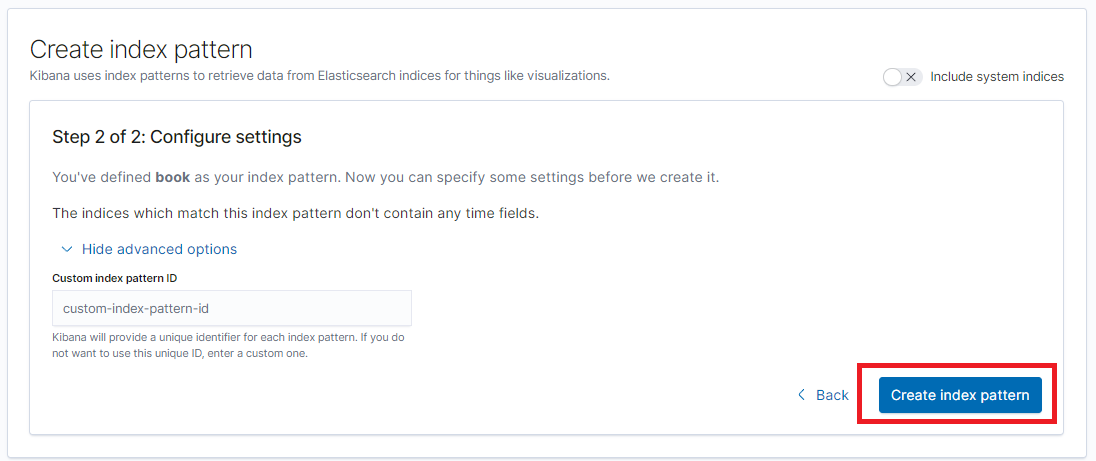 Create index pattern
Kibana uses index patterns to retrieve data from Elasticsearch indices for things like visualizations.
Include system indices
Step 2 of 2: Configure settings
You've defined book as your index pattern. Now you can specify some settings before we create it.
The indices which match this index pattern don't contain any time fields.
Hide advanced options
Custom index pattern ID
custom-index-pattern-id
Kibana will provide a unique identifier for each index pattern. If you do
not want to use this unique ID, enter a custom one.
Back
Create index pattern